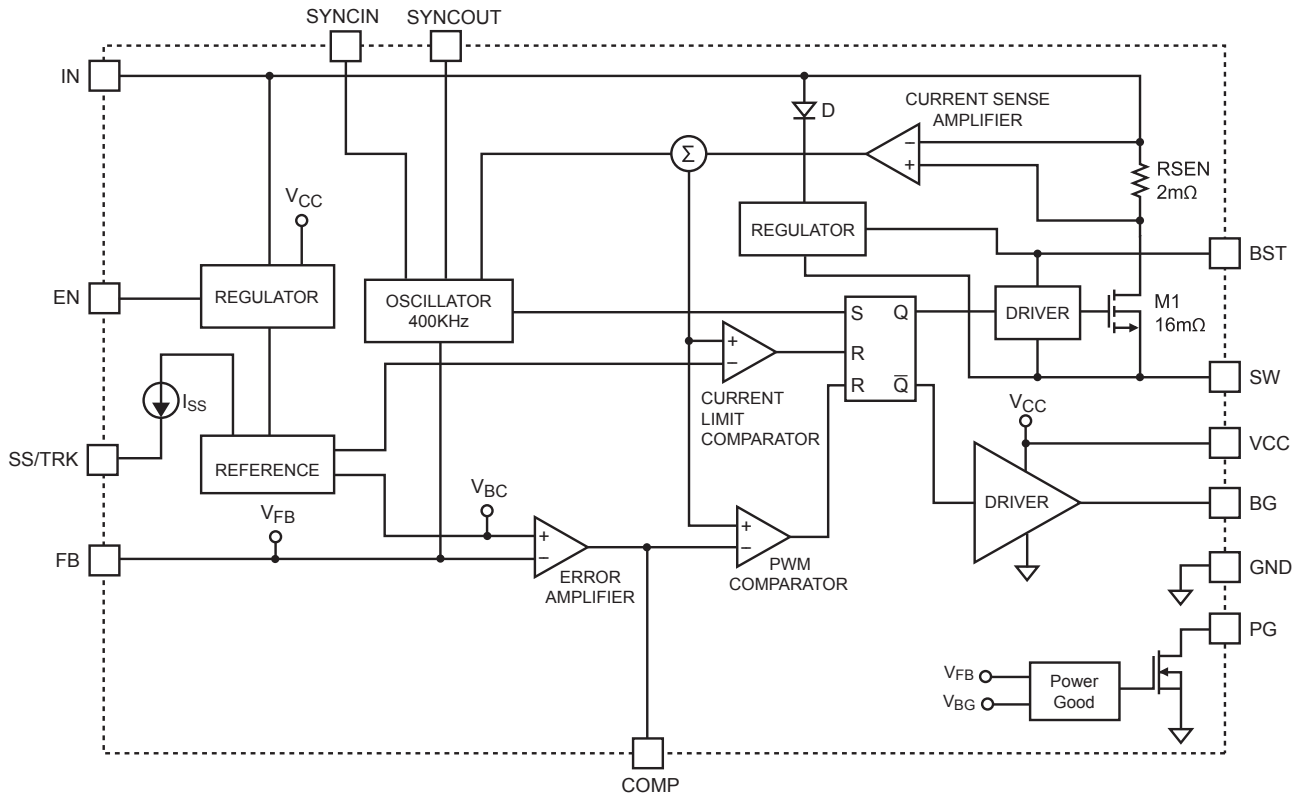 SYNCIN
SYNCOUT
IN
D
CURRENT SENSE
AMPLIFIER
Σ
−
+
RSEN
2mΩ
VCC
REGULATOR
BST
EN
REGULATOR
OSCILLATOR
400KHz
S
Q
R
R
Q̅
DRIVER
M1
16mΩ
+
−
CURRENT
LIMIT
COMPARATOR
SW
ISS
VCC
VCC
SS/TRK
REFERENCE
VBC
DRIVER
BG
VFB
FB
+
−
ERROR
AMPLIFIER
+
−
PWM
COMPARATOR
GND
PG
VFB
VBG
Power
Good
COMP